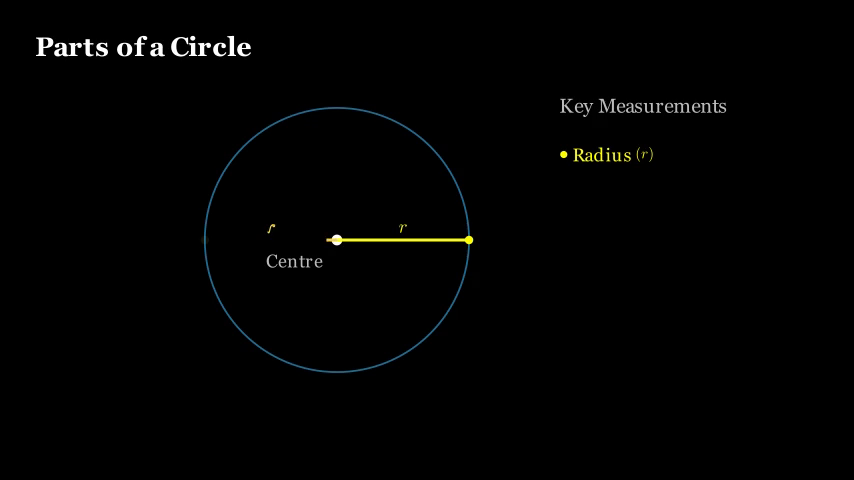 Parts of a Circle
Key Measurements
Radius (r)
r
Centre